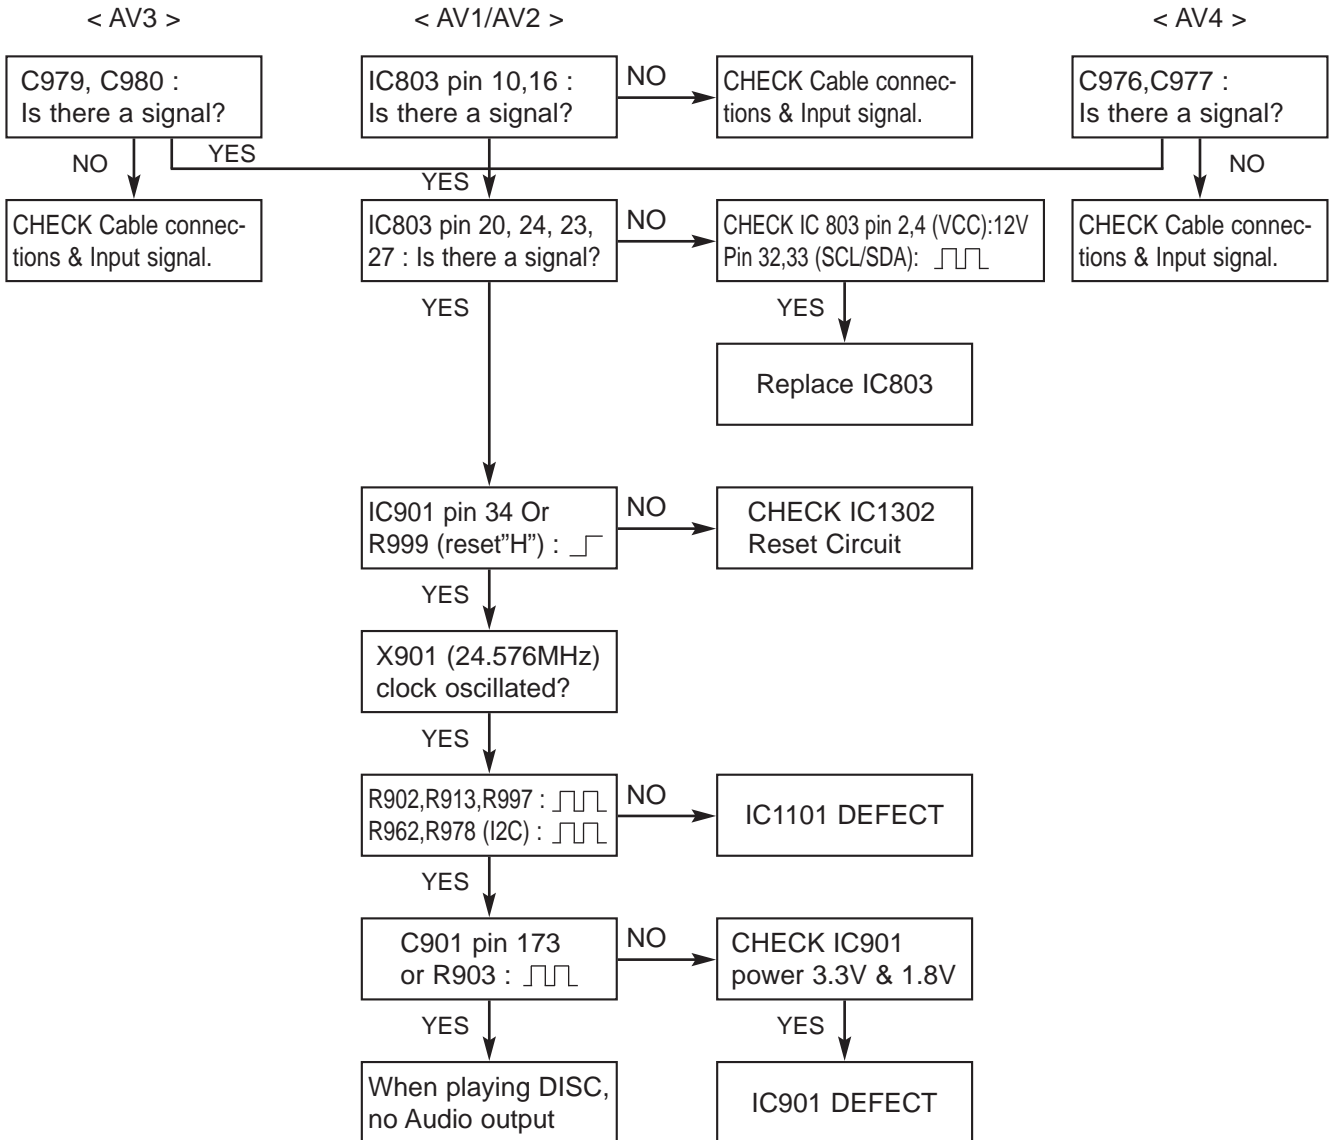 < AV3 >
< AV1/AV2 >
< AV4 >
C979, C980 :
Is there a signal?
IC803 pin 10,16 :
Is there a signal?
NO
CHECK Cable connec-
tions & Input signal.
C976,C977 :
Is there a signal?
NO
YES
YES
NO
CHECK Cable connec-
tions & Input signal.
IC803 pin 20, 24, 23,
27 : Is there a signal?
NO
CHECK IC 803 pin 2,4 (VCC):12V
Pin 32,33 (SCL/SDA):
CHECK Cable connec-
tions & Input signal.
YES
YES
Replace IC803
IC901 pin 34 Or
R999 (reset”H”) :
NO
CHECK IC1302
Reset Circuit
YES
X901 (24.576MHz)
clock oscillated?
YES
R902,R913,R997 :
R962,R978 (I2C) :
NO
IC1101 DEFECT
YES
C901 pin 173
or R903 :
NO
CHECK IC901
power 3.3V & 1.8V
YES
YES
When playing DISC,
no Audio output
IC901 DEFECT